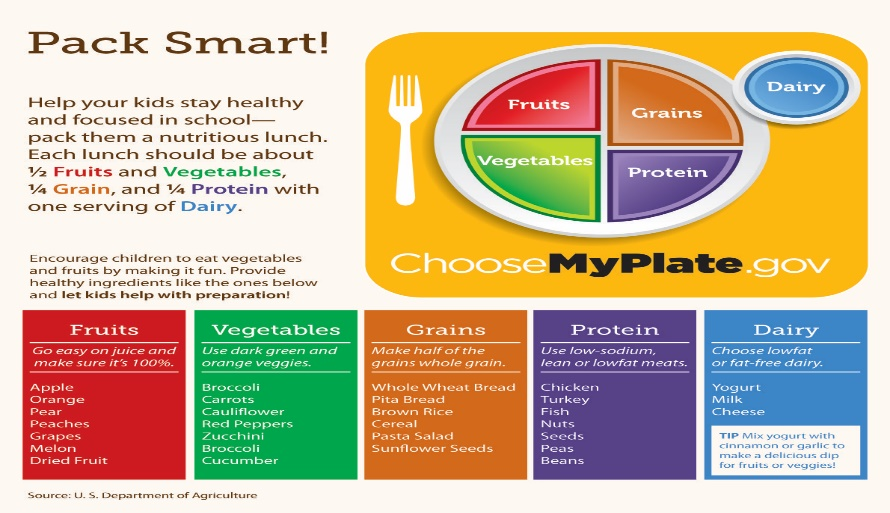 Pack Smart!
Help your kids stay healthy
and focused in school—
pack them a nutritious lunch.
Each lunch should be about
½ Fruits and Vegetables,
¼ Grain, and ¼ Protein with
one serving of Dairy.
Encourage children to eat vegetables
and fruits by making it fun. Provide
healthy ingredients like the ones below
and let kids help with preparation!
Fruits
Grains
Vegetables
Protein
Dairy
ChooseMyPlate.gov
Fruits
Go easy on juice and
make sure it's 100%.
Apple
Orange
Pear
Peaches
Grapes
Melon
Dried Fruit
Vegetables
Use dark green and
orange veggies.
Broccoli
Carrots
Cauliflower
Red Peppers
Zucchini
Broccoli
Cucumber
Grains
Make half of the
grains whole grain.
Whole Wheat Bread
Pita Bread
Brown Rice
Cereal
Pasta Salad
Sunflower Seeds
Protein
Use low-sodium,
lean or lowfat meats.
Chicken
Turkey
Fish
Nuts
Seeds
Peas
Beans
Dairy
Choose lowfat
or fat-free dairy.
Yogurt
Milk
Cheese
TIP Mix yogurt with
cinnamon or garlic to
make a delicious dip
for fruits or veggies!
Source: U. S. Department of Agriculture